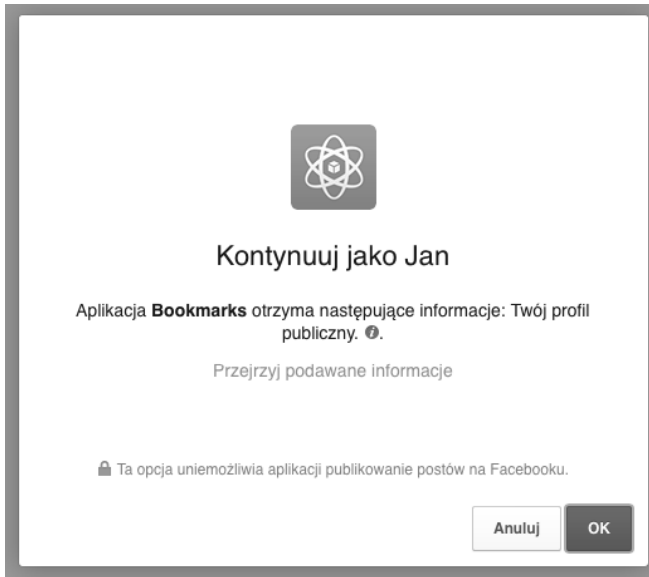 Kontynuuj jako Jan
Aplikacja Bookmarks otrzyma następujące informacje: Twój profil
publiczny. i.
Przejrzyj podawane informacje
Ta opcja uniemożliwia aplikacji publikowanie postów na Facebooku.
Anuluj
OK